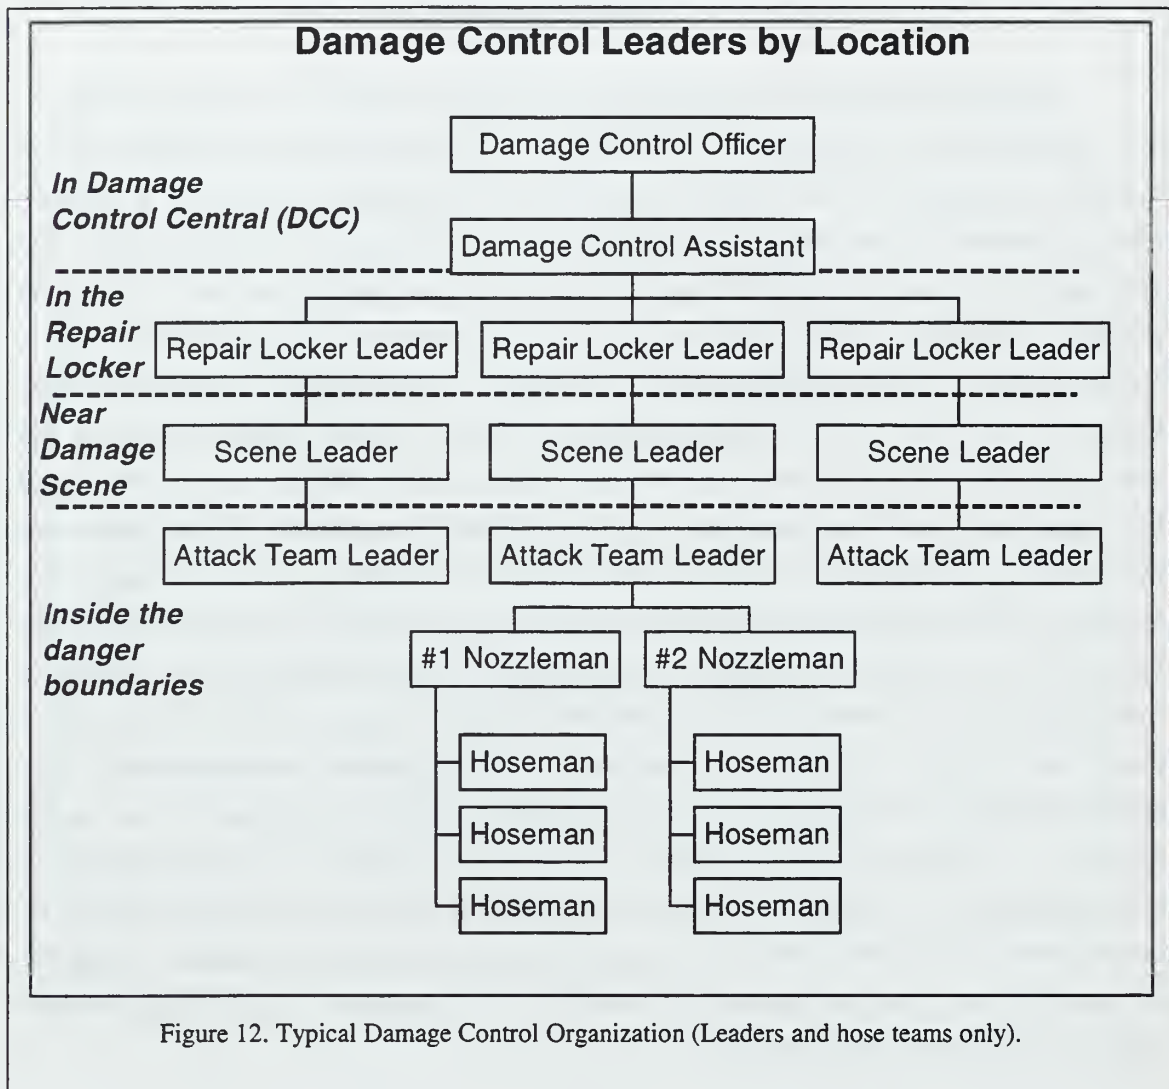 Damage Control Leaders by Location
Damage Control Officer
In Damage
Control Central (DCC)
Damage Control Assistant
In the
Repair
Locker
Repair Locker Leader Repair Locker Leader Repair Locker Leader
Near
Damage
Scene
Scene Leader Scene Leader Scene Leader
Attack Team Leader Attack Team Leader Attack Team Leader
Inside the
danger
boundaries
#1 Nozzleman #2 Nozzleman
Hoseman Hoseman
Hoseman Hoseman
Hoseman Hoseman
Figure 12. Typical Damage Control Organization (Leaders and hose teams only).